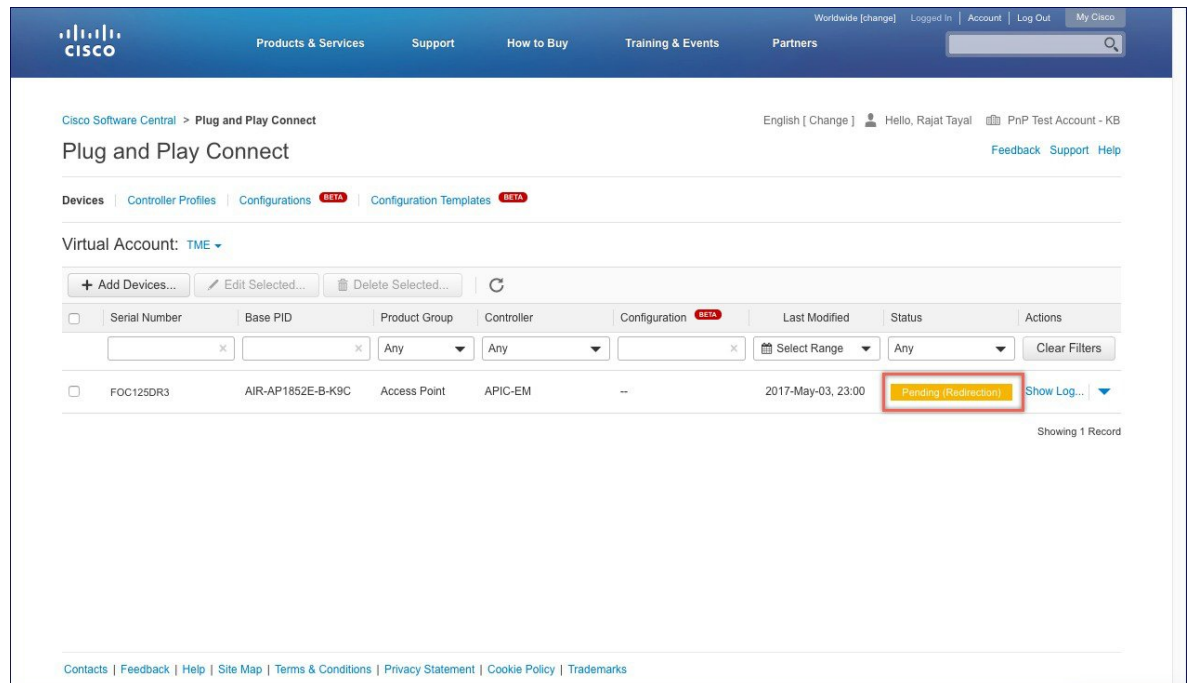 Worldwide [change] Logged In | Account | Log Out My Cisco
CISCO Products & Services Support How to Buy Training & Events Partners
Cisco Software Central > Plug and Play Connect English [ Change ] Hello, Rajat Tayal PnP Test Account - KB
Plug and Play Connect Feedback Support Help
Devices | Controller Profiles | Configurations BETA | Configuration Templates BETA
Virtual Account: TME
+ Add Devices... Edit Selected... Delete Selected...
Serial Number Base PID Product Group Controller Configuration BETA Last Modified Status Actions
× × Any Any × Select Range Any Clear Filters
FOC125DR3 AIR-AP1852E-B-K9C Access Point APIC-EM -- 2017-May-03, 23:00 Pending (Redirection) Show Log... |
Showing 1 Record
Contacts | Feedback | Help | Site Map | Terms & Conditions | Privacy Statement | Cookie Policy | Trademarks